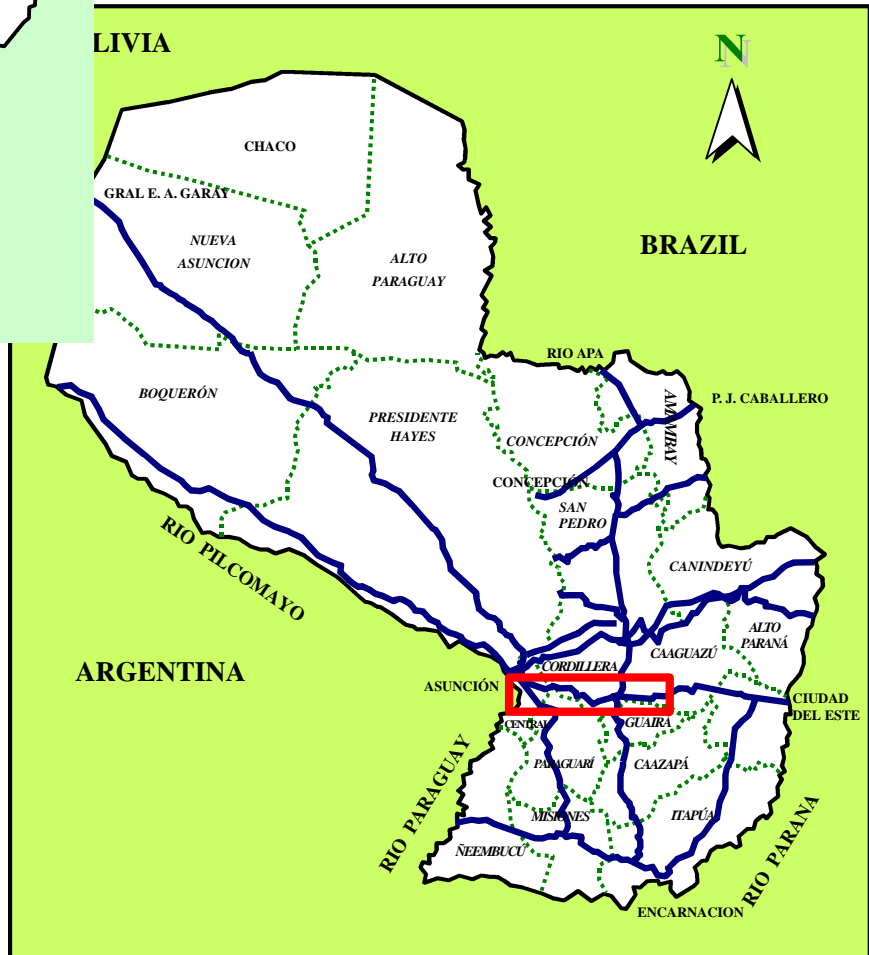 LIVIA
N
CHACO
GRAL E. A. GARAY
NUEVA
ASUNCION
ALTO
PARAGUAY
BRAZIL
RIO APA
BOQUERÓN
PRESIDENTE
HAYES
AMAMBAY
P. J. CABALLERO
CONCEPCIÓN
CONCEPCIÓN
SAN
PEDRO
RIO PILCOMAYO
CANINDEYÚ
ALTO
PARANÁ
CAAGUAZÚ
CORDILLERA
ARGENTINA
ASUNCIÓN
CIUDAD
DEL ESTE
CENTRAL
GUAIRA
PARAGUARÍ
CAAZAPÁ
RIO PARAGUAY
MISIONES
ITAPÚA
RIO PARANA
ÑEEMBUCÚ
ENCARNACION